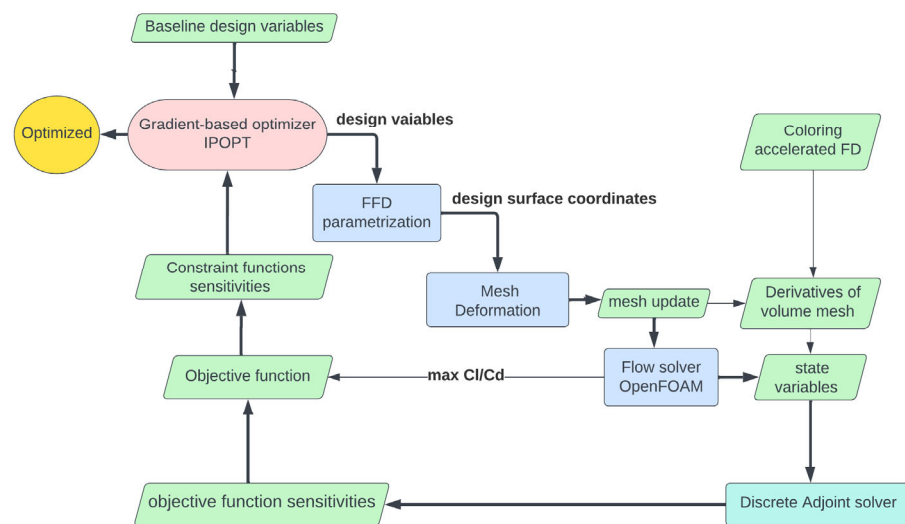 Baseline design variables
Optimized
Gradient-based optimizer
IPOPT
design vaiables
Coloring
accelerated FD
FFD
parametrization
design surface coordinates
Constraint functions
sensitivities
Mesh
Deformation
mesh update
Derivatives of
volume mesh
Objective function
max Cl/Cd
Flow solver
OpenFOAM
state
variables
objective function sensitivities
Discrete Adjoint solver